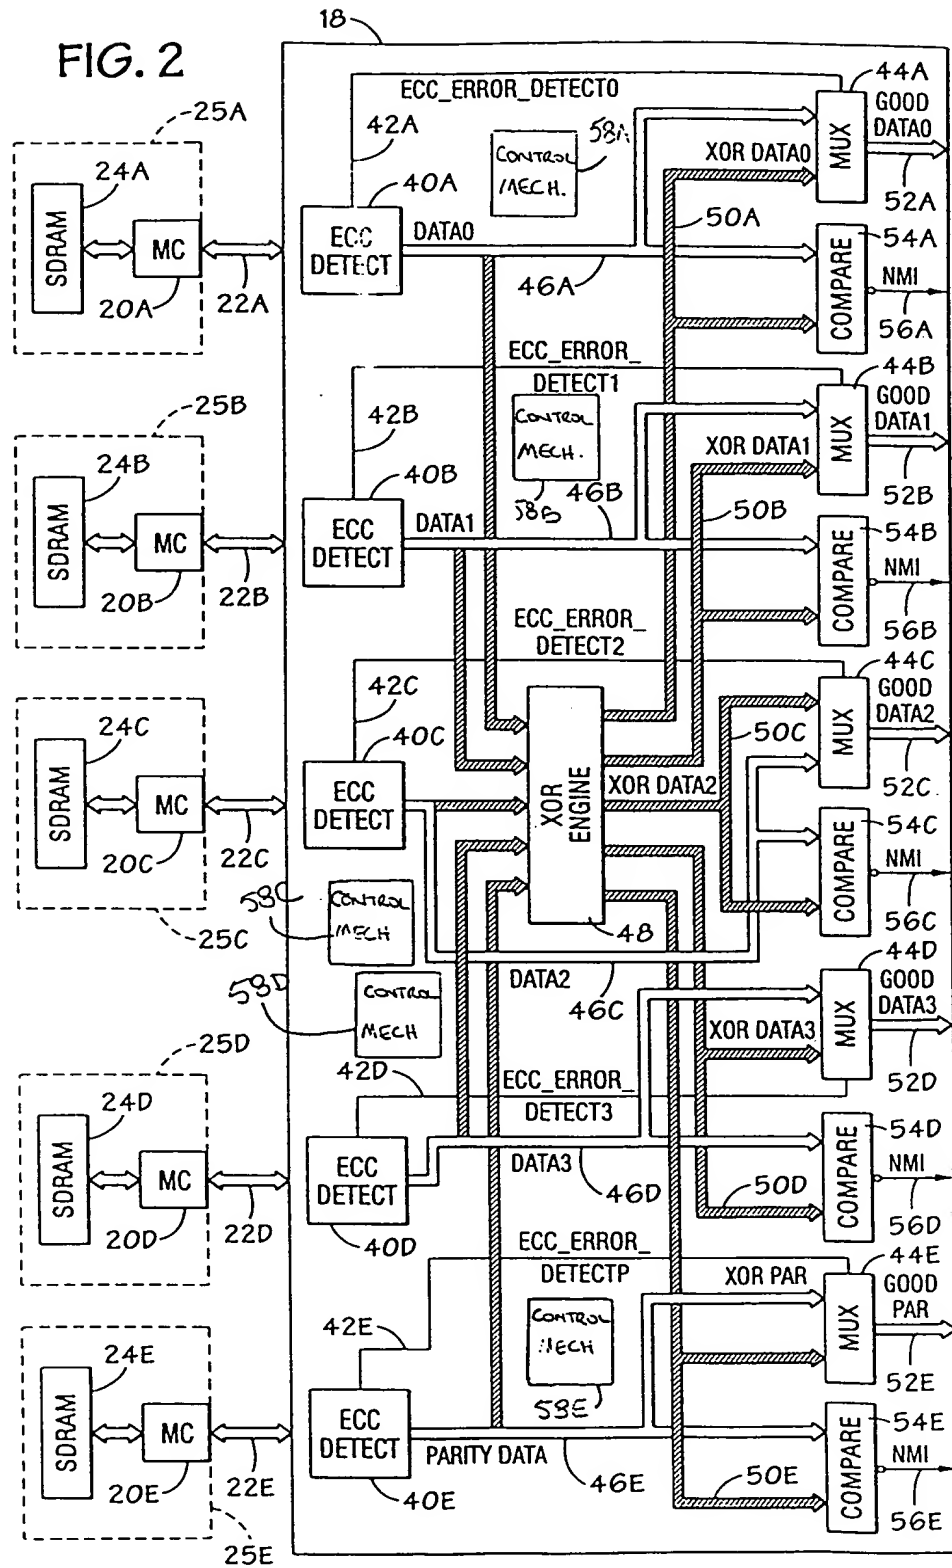 FIG. 2
18
44A
ECC_ERROR_DETECT0
GOOD
DATA0
25A
42A
58A
CONTROL
MECH.
XOR DATA0
MUX
24A
40A
50A
52A
SDRAM
MC
ECC
DETECT
DATA0
54A
COMPARE
NMI
20A
22A
46A
56A
ECC_ERROR_
DETECT1
44B
GOOD
DATA1
25B
42B
CONTROL
MECH.
XOR DATA1
MUX
24B
40B
58B
46B
50B
52B
SDRAM
MC
ECC
DETECT
DATA1
54B
COMPARE
NMI
20B
22B
56B
ECC_ERROR_
DETECT2
44C
GOOD
DATA2
42C
50C
MUX
24C
40C
52C
SDRAM
MC
ECC
DETECT
XOR
ENGINE
XOR DATA2
54C
COMPARE
NMI
20C
22C
56C
58C
CONTROL
MECH
48
25C
DATA2
46C
44D
GOOD
DATA3
58D
CONTROL
MECH
XOR DATA3
MUX
25D
42D
ECC_ERROR_
DETECT3
52D
24D
SDRAM
MC
ECC
DETECT
DATA3
54D
COMPARE
NMI
46D
50D
20D
22D
40D
56D
ECC_ERROR_
DETECTP
44E
XOR PAR
GOOD
PAR
25E
42E
CONTROL
MECH
MUX
24E
58E
52E
SDRAM
MC
ECC
DETECT
PARITY DATA
54E
COMPARE
NMI
20E
22E
40E
46E
50E
56E